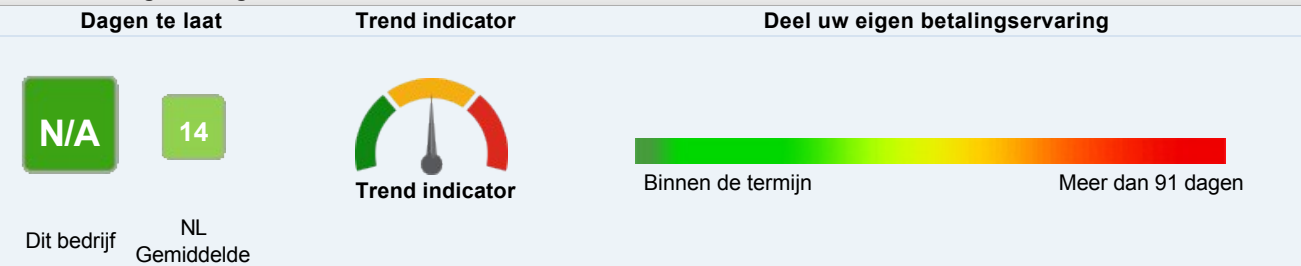 Dagen te laat
Trend indicator
Deel uw eigen betalingservaring
N/A
14
Trend indicator
Binnen de termijn
Meer dan 91 dagen
Dit bedrijf
NL
Gemiddelde